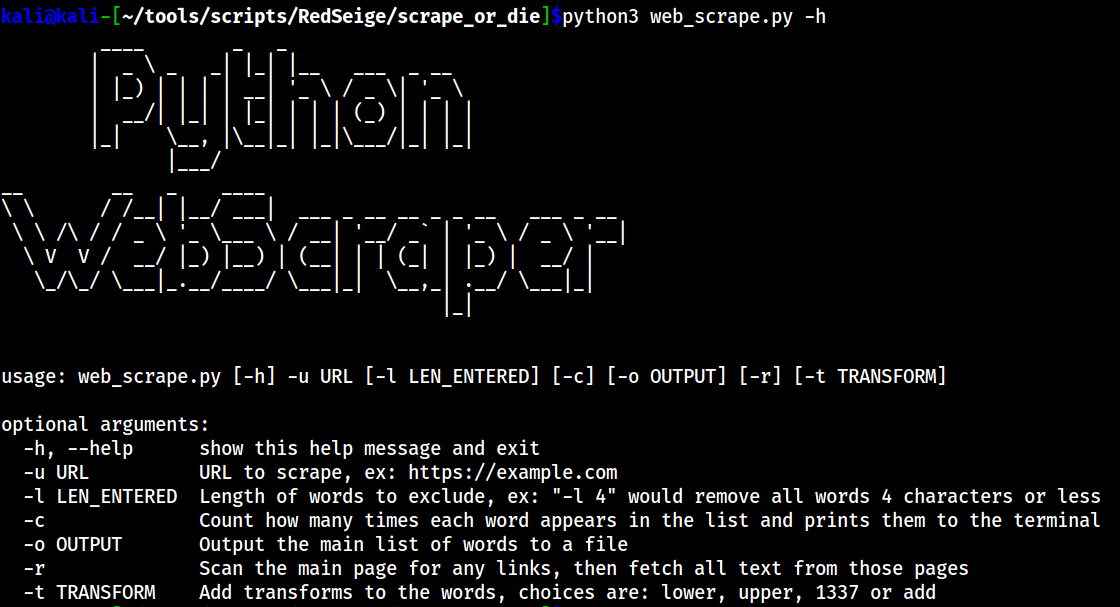 kali@kali-[~/tools/scripts/RedSeige/scrape_or_die]$python3 web_scrape.py -h
Python
WebScraper
usage: web_scrape.py [-h] -u URL [-l LEN_ENTERED] [-c] [-o OUTPUT] [-r] [-t TRANSFORM]
optional arguments:
-h, --help show this help message and exit
-u URL URL to scrape, ex: https://example.com
-l LEN_ENTERED Length of words to exclude, ex: "-l 4" would remove all words 4 characters or less
-c Count how many times each word appears in the list and prints them to the terminal
-o OUTPUT Output the main list of words to a file
-r Scan the main page for any links, then fetch all text from those pages
-t TRANSFORM Add transforms to the words, choices are: lower, upper, 1337 or add